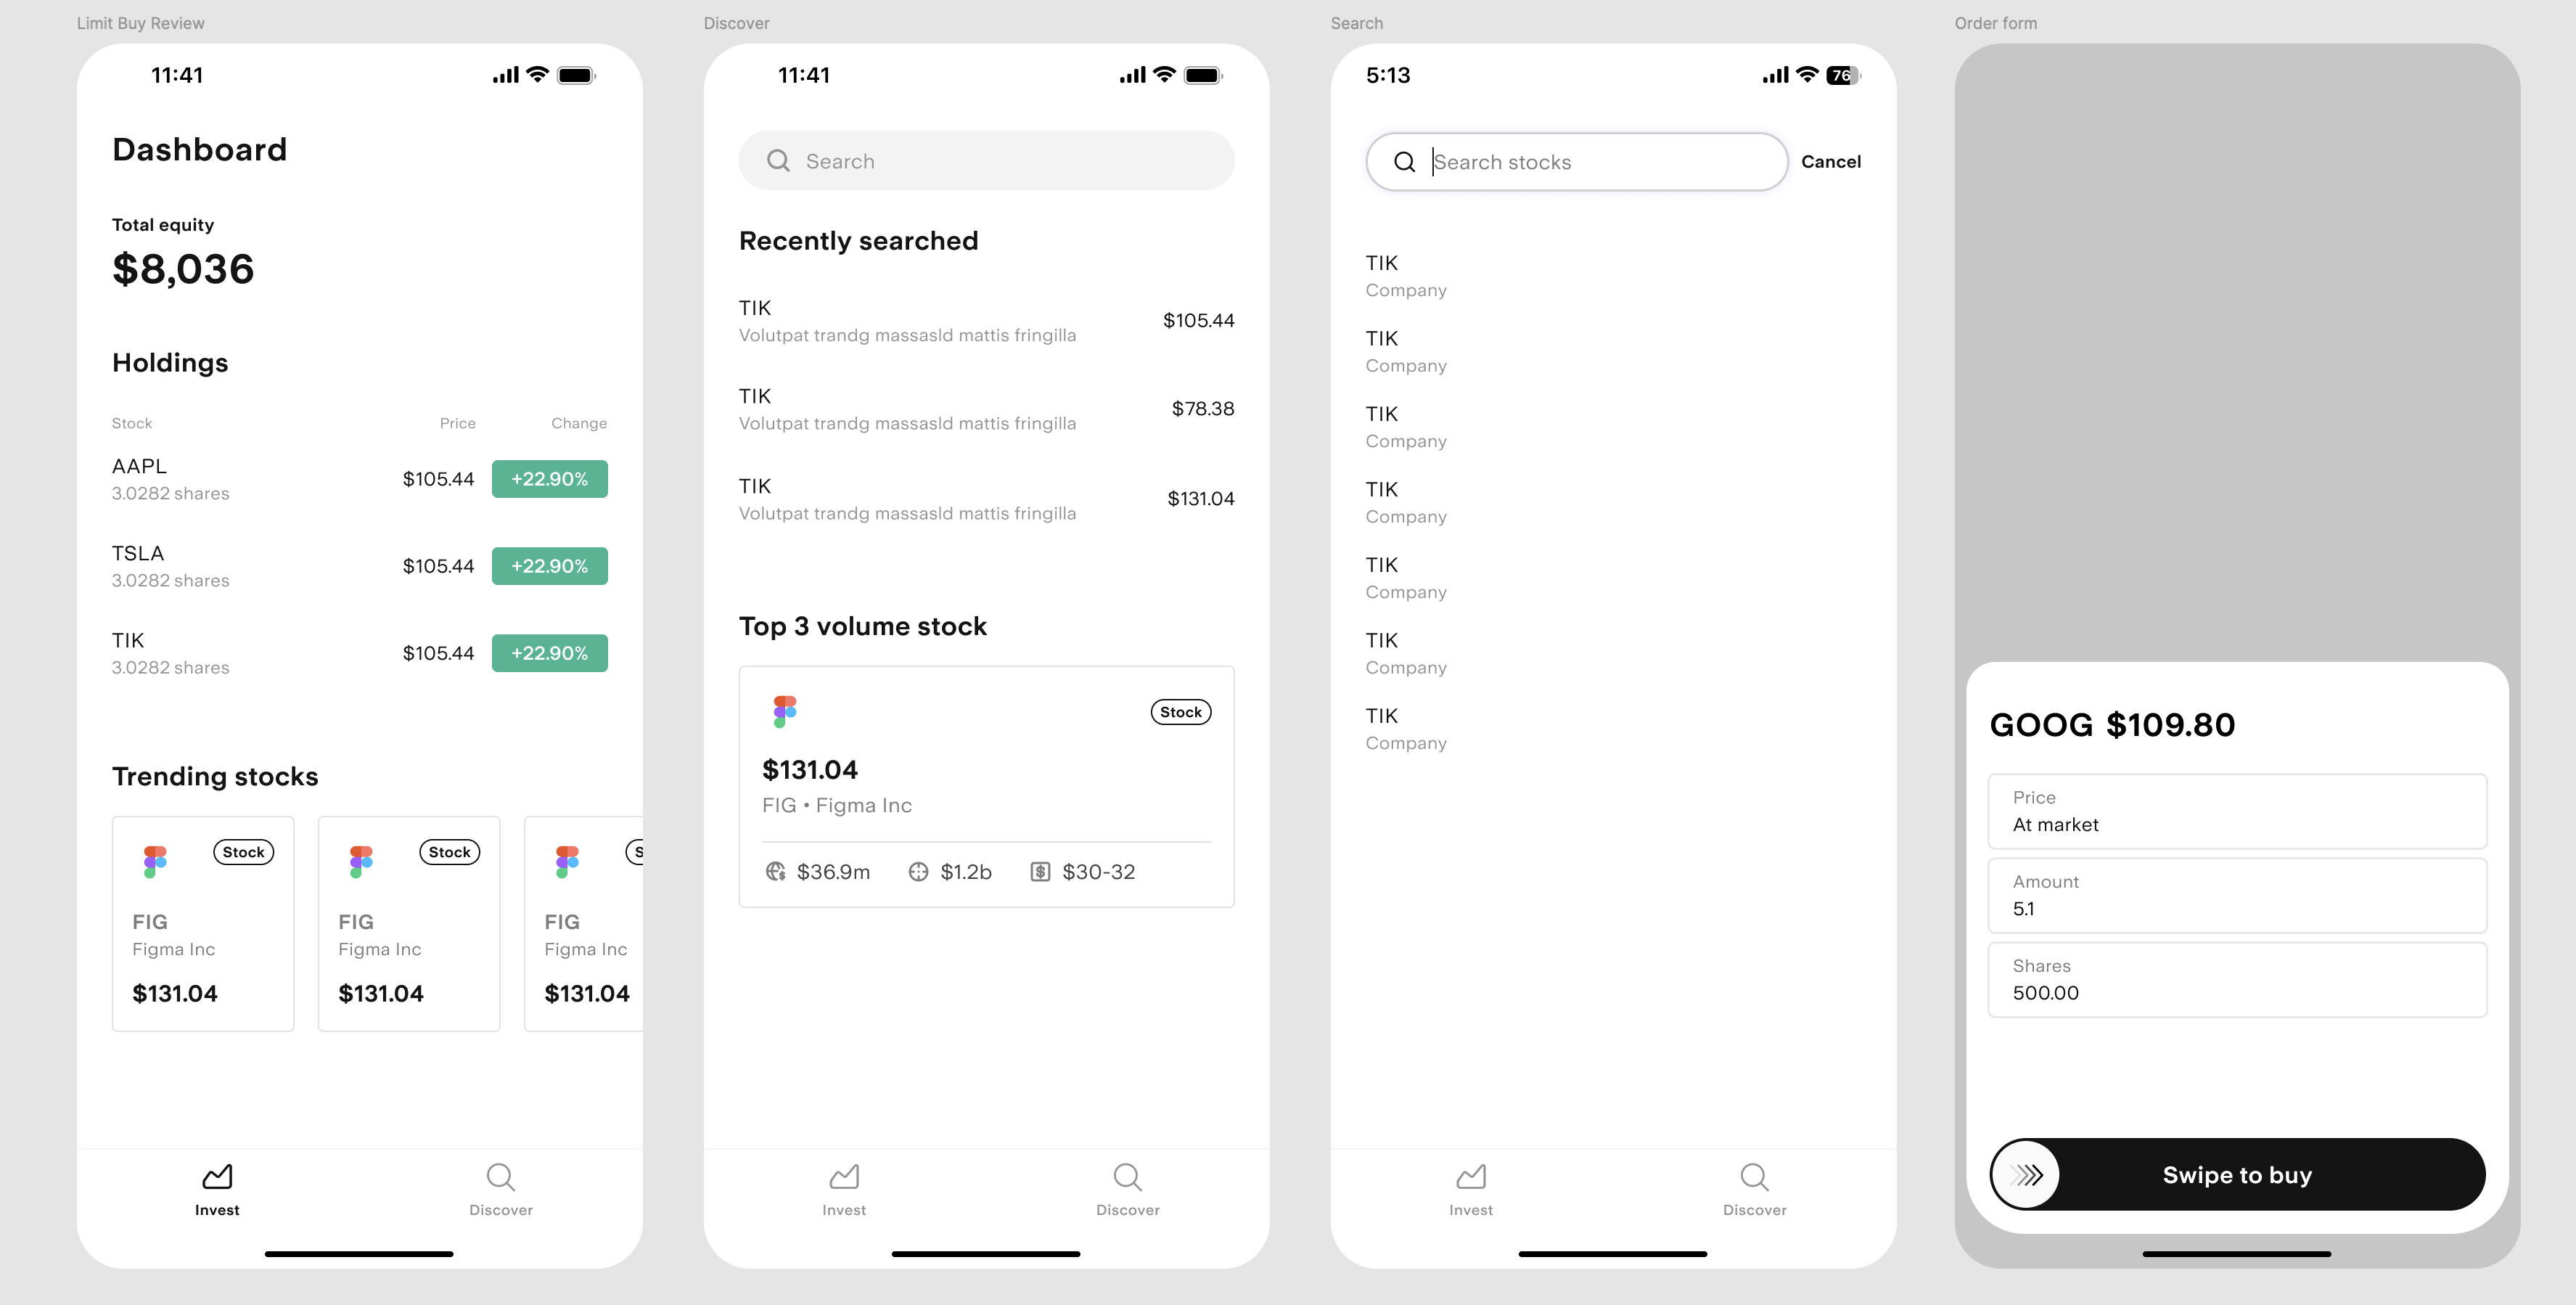 Limit Buy Review
11:41
Dashboard
Total equity
$8,036
Holdings
Stock Price Change
AAPL
3.0282 shares
$105.44 +22.90%
TSLA
3.0282 shares
$105.44 +22.90%
TIK
3.0282 shares
$105.44 +22.90%
Trending stocks
Stock
FIG
Figma Inc
$131.04
Stock
FIG
Figma Inc
$131.04
S
FIG
Figma Inc
$131.04
Invest Discover
Discover
11:41
Search
Recently searched
TIK
Volutpat trandg massasld mattis fringilla
$105.44
TIK
Volutpat trandg massasld mattis fringilla
$78.38
TIK
Volutpat trandg massasld mattis fringilla
$131.04
Top 3 volume stock
Stock
$131.04
FIG • Figma Inc
$36.9m $1.2b $30-32
Invest Discover
Search
5:13 76
Search stocks Cancel
TIK
Company
TIK
Company
TIK
Company
TIK
Company
TIK
Company
TIK
Company
TIK
Company
Invest Discover
Order form
GOOG $109.80
Price
At market
Amount
5.1
Shares
500.00
Swipe to buy